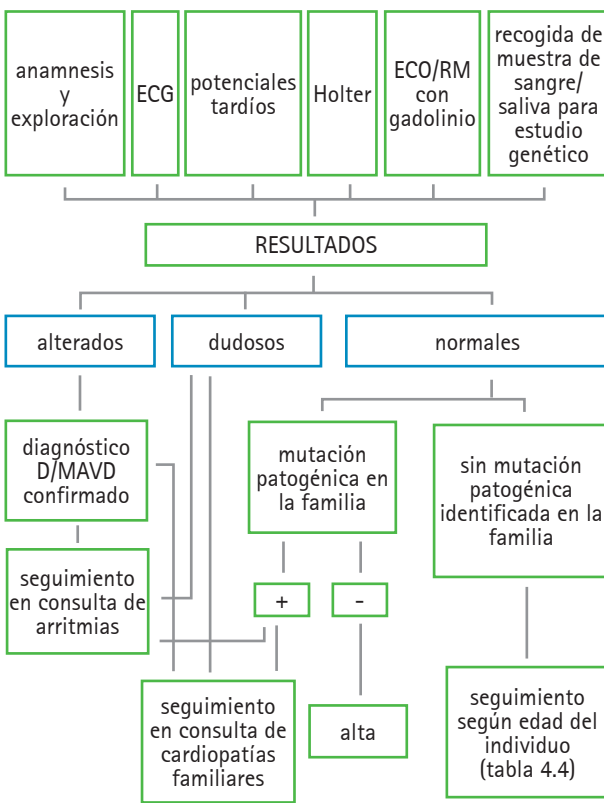 anamnesis
y
exploración
ECG
potenciales
tardíos
Holter
ECO/RM
con
gadolinio
recogida de
muestra de
sangre/
saliva para
estudio
genético
RESULTADOS
alterados
dudosos
normales
diagnóstico
D/MAVD
confirmado
mutación
patogénica en
la familia
sin mutación
patogénica
identificada en la
familia
seguimiento
en consulta de
arritmias
+
-
seguimiento
en consulta de
cardiopatías
familiares
alta
seguimiento
según edad del
individuo
(tabla 4.4)